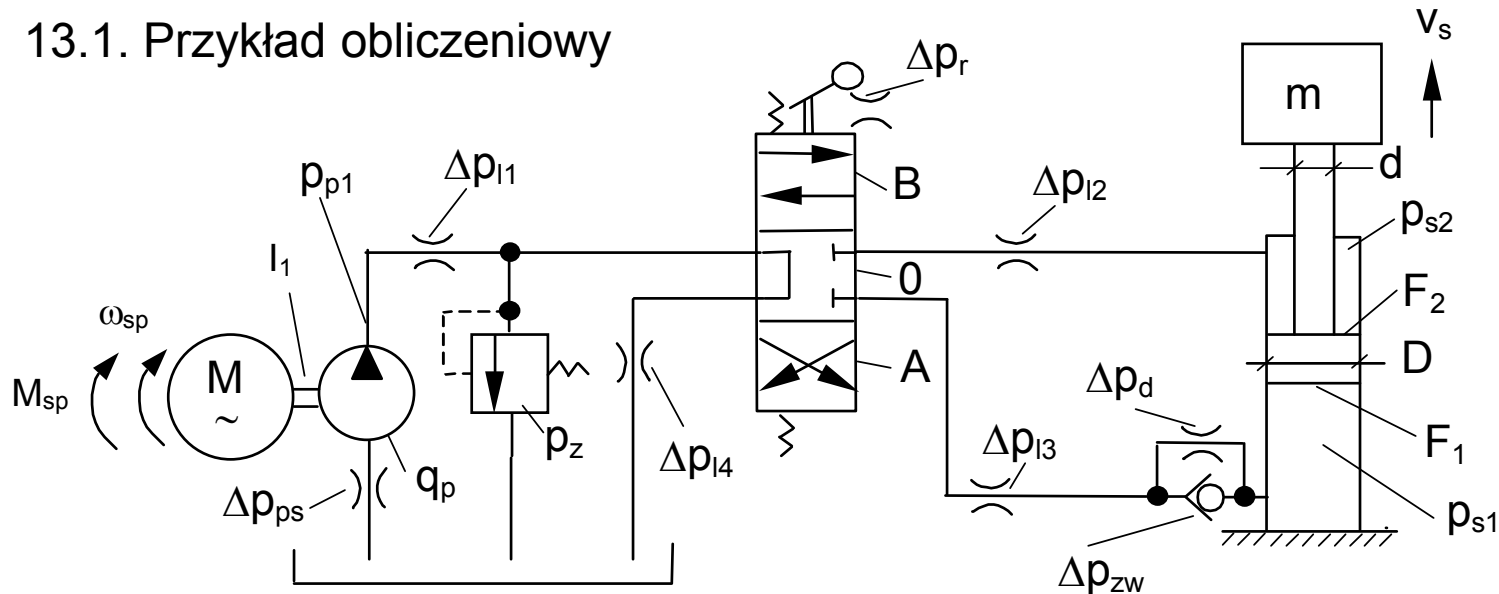 13.1. Przykład obliczeniowy
Δp_r
v_s
m
p_p1
Δp_l1
B
Δp_l2
d
p_s2
l_1
0
F_2
ω_sp
M
~
A
D
M_sp
Δp_d
p_z
Δp_l4
Δp_l3
F_1
Δp_ps
q_p
p_s1
Δp_zw